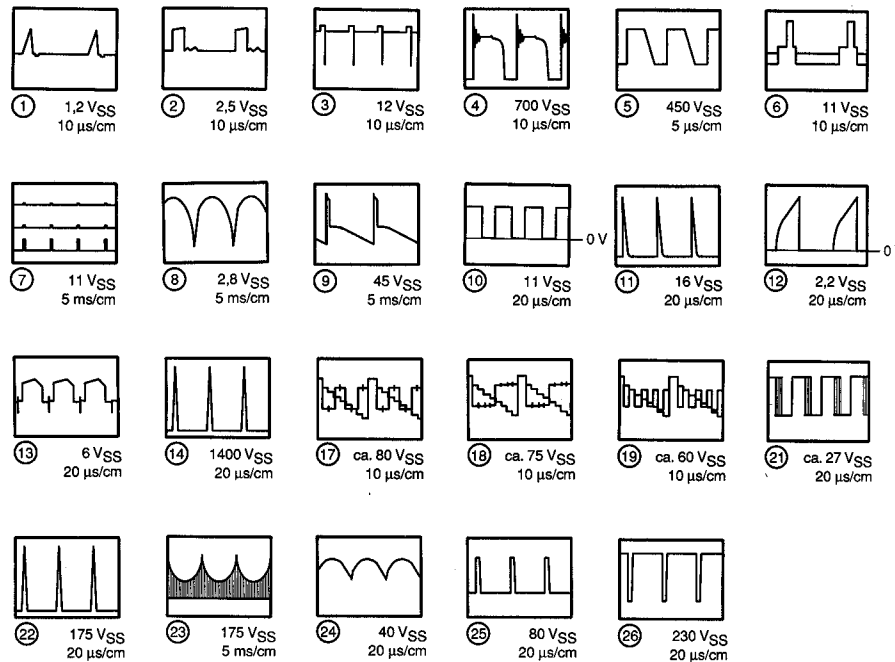 ① 1,2 VSS
10 µs/cm
② 2,5 VSS
10 µs/cm
③ 12 VSS
10 µs/cm
④ 700 VSS
10 µs/cm
⑤ 450 VSS
5 µs/cm
⑥ 11 VSS
10 µs/cm
0 V
0
⑦ 11 VSS
5 ms/cm
⑧ 2,8 VSS
5 ms/cm
⑨ 45 VSS
5 ms/cm
⑩ 11 VSS
20 µs/cm
⑪ 16 VSS
20 µs/cm
⑫ 2,2 VSS
20 µs/cm
⑬ 6 VSS
20 µs/cm
⑭ 1400 VSS
20 µs/cm
⑰ ca. 80 VSS
10 µs/cm
⑱ ca. 75 VSS
10 µs/cm
⑲ ca. 60 VSS
10 µs/cm
㉑ ca. 27 VSS
20 µs/cm
㉒ 175 VSS
20 µs/cm
㉓ 175 VSS
5 ms/cm
㉔ 40 VSS
20 µs/cm
㉕ 80 VSS
20 µs/cm
㉖ 230 VSS
20 µs/cm